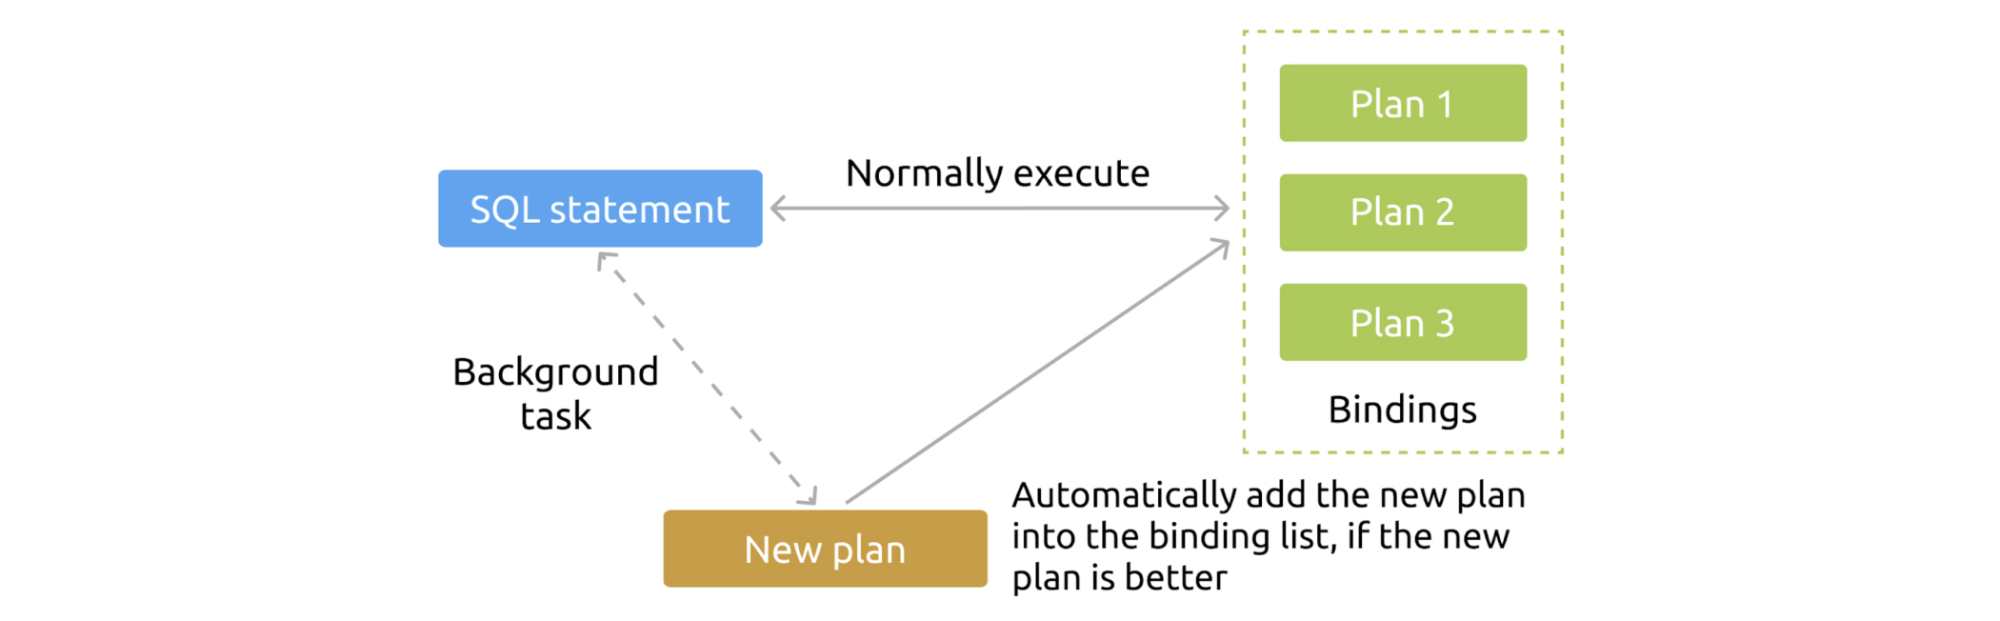 Plan 1
Normally execute
SQL statement
Plan 2
Plan 3
Background
task
Bindings
New plan
Automatically add the new plan
into the binding list, if the new
plan is better